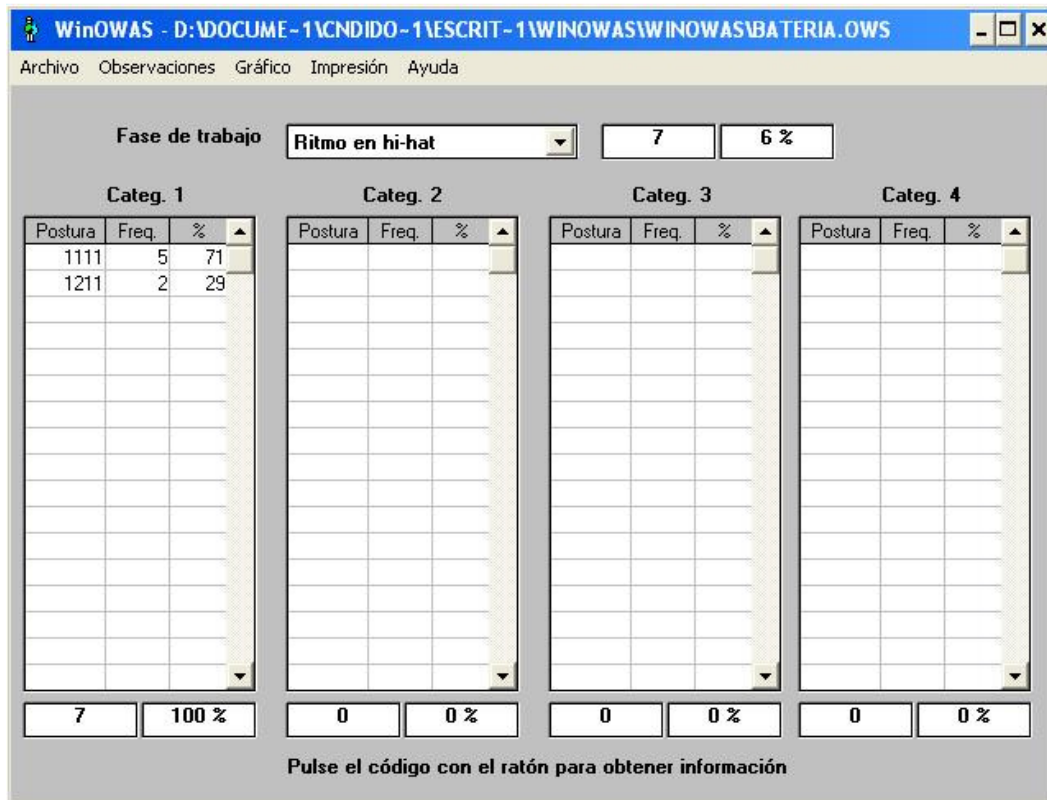 WinOWAS - D:\DOCUME~1\CNDIDO~1\ESCRIT~1\WINOWAS\WINOWAS\BATERIA.OWS
Archivo Observaciones Gráfico Impresión Ayuda
Fase de trabajo Ritmo en hi-hat 7 6 %
Categ. 1 Categ. 2 Categ. 3 Categ. 4
Postura Freq. % Postura Freq. % Postura Freq. % Postura Freq. %
1111 5 71
1211 2 29
7 100 % 0 0 % 0 0 % 0 0 %
Pulse el código con el ratón para obtener información